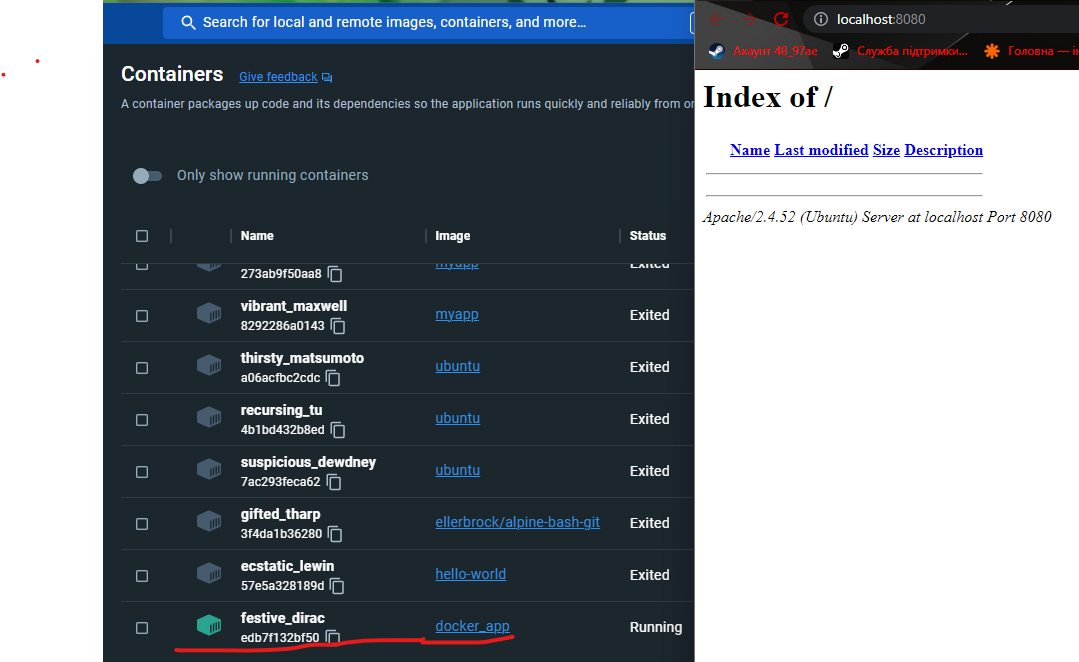 Search for local and remote images, containers, and more...
Containers Give feedback
A container packages up code and its dependencies so the application runs quickly and reliably from
Only show running containers
Name Image Status
273ab9f50aa8 myapp Exited
vibrant_maxwell
8292286a0143 myapp Exited
thirsty_matsumoto
a06acfbc2cdc ubuntu Exited
recursing_tu
4b1bd432b8ed ubuntu Exited
suspicious_dewdney
7ac293feca62 ubuntu Exited
gifted_tharp
3f4da1b36280 ellerbrock/alpine-bash-git Exited
ecstatic_lewin
57e5a328189d hello-world Exited
festive_dirac
edb7f132bf50 docker_app Running
localhost:8080
Акаунт 48_97ae Служба підтримки... Головна — і
Index of /
Name Last modified Size Description
Apache/2.4.52 (Ubuntu) Server at localhost Port 8080